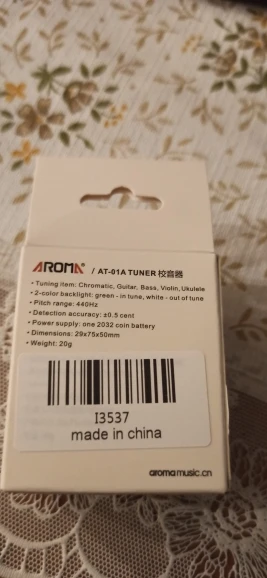 AROMA / AT-01A TUNER 校音器
• Tuning item: Chromatic, Guitar, Bass, Violin, Ukulele
• 2-color backlight: green - in tune, white - out of tune
• Pitch range: 440Hz
• Detection accuracy: ±0.5 cent
• Power supply: one 2032 coin battery
• Dimensions: 29x75x50mm
• Weight: 20g
I3537
made in china
aromamusic.cn